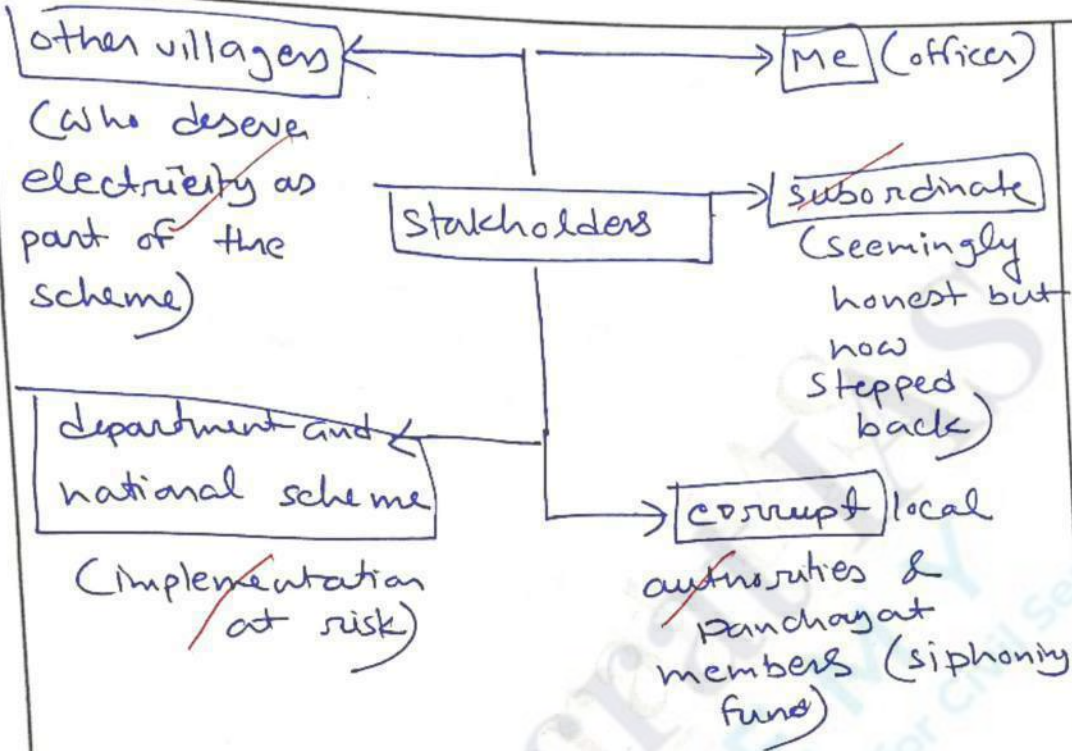 other villagers
(who deserve
electricity as
part of the
scheme)
Me (officer)
stakholders
subordinate
(seemingly
honest but
now
stepped
back)
department and
national scheme
(implementation
at risk)
corrupt local
authorities &
panchayat
members (siphoning
fund)